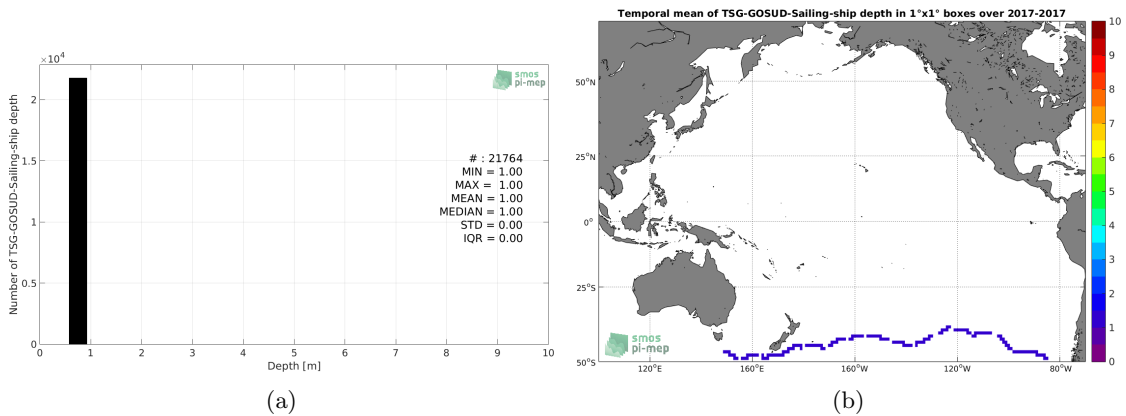 ×10⁴
2
1.5
1
0.5
0
0 1 2 3 4 5 6 7 8 9 10
Number of TSG-GOSUD-Sailing-ship depth
Depth [m]
smos
pi-mep
# : 21764
MIN = 1.00
MAX = 1.00
MEAN = 1.00
MEDIAN = 1.00
STD = 0.00
IQR = 0.00
(a)
Temporal mean of TSG-GOSUD-Sailing-ship depth in 1°x1° boxes over 2017-2017
50°N
25°N
0°
25°S
50°S
120°E 160°E 160°W 120°W 80°W
smos
pi-mep
10
9
8
7
6
5
4
3
2
1
0
(b)